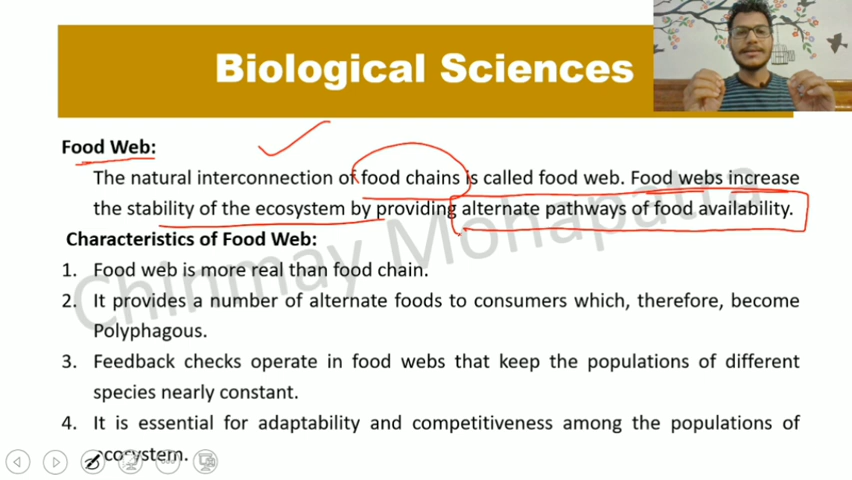 Biological Sciences
Food Web:
The natural interconnection of food chains is called food web. Food webs increase
the stability of the ecosystem by providing alternate pathways of food availability.
Characteristics of Food Web:
1. Food web is more real than food chain.
2. It provides a number of alternate foods to consumers which, therefore, become
Polyphagous.
3. Feedback checks operate in food webs that keep the populations of different
species nearly constant.
4. It is essential for adaptability and competitiveness among the populations of
ecosystem.
Chinmay Mohapatra